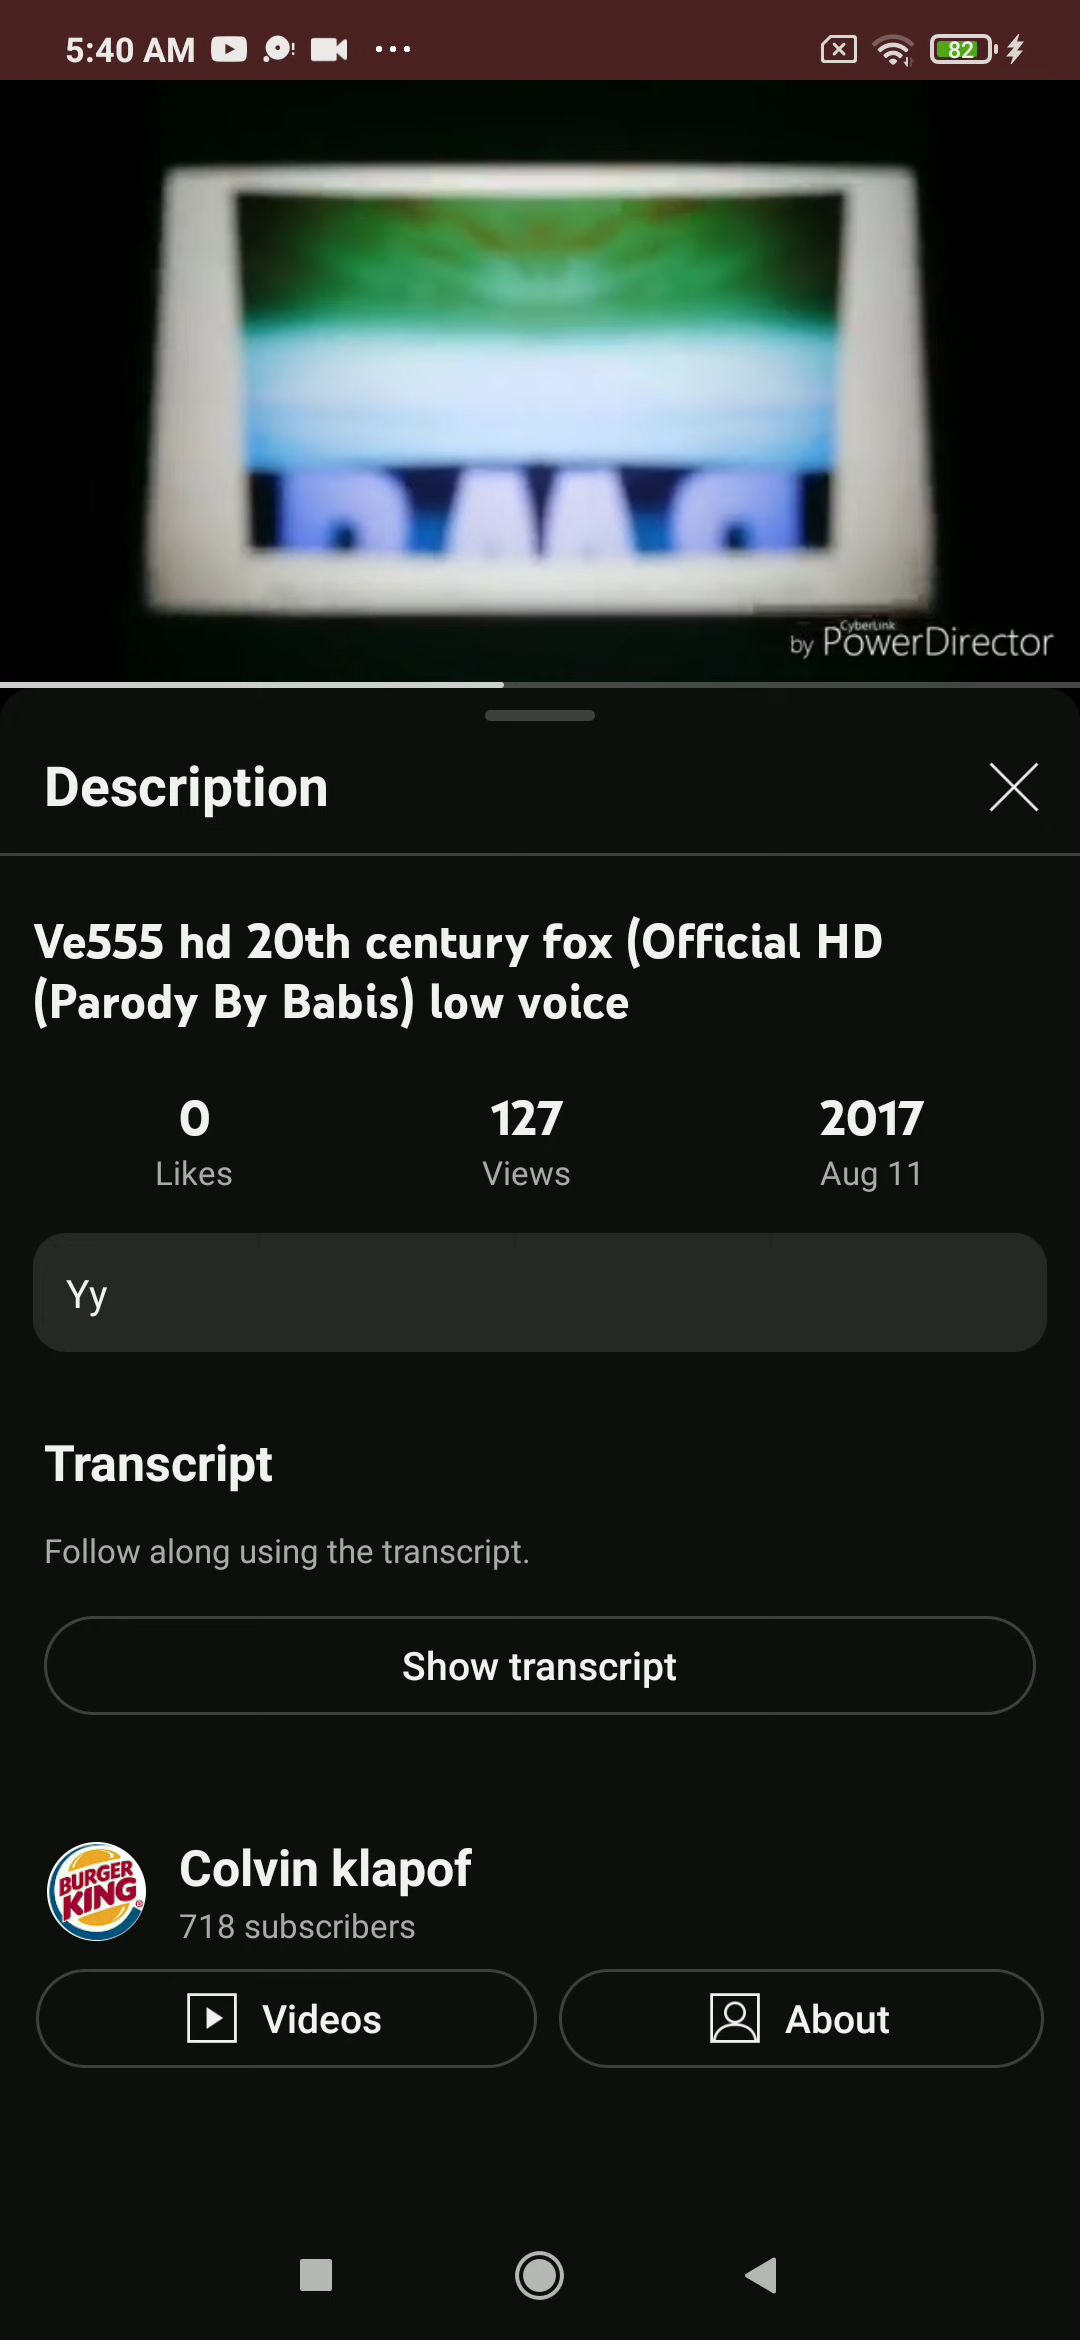 5:40 AM
82
by CyberLink PowerDirector
Description
Ve555 hd 20th century fox (Official HD
(Parody By Babis) low voice
0
Likes
127
Views
2017
Aug 11
Yy
Transcript
Follow along using the transcript.
Show transcript
BURGER
KING
Colvin klapof
718 subscribers
Videos
About